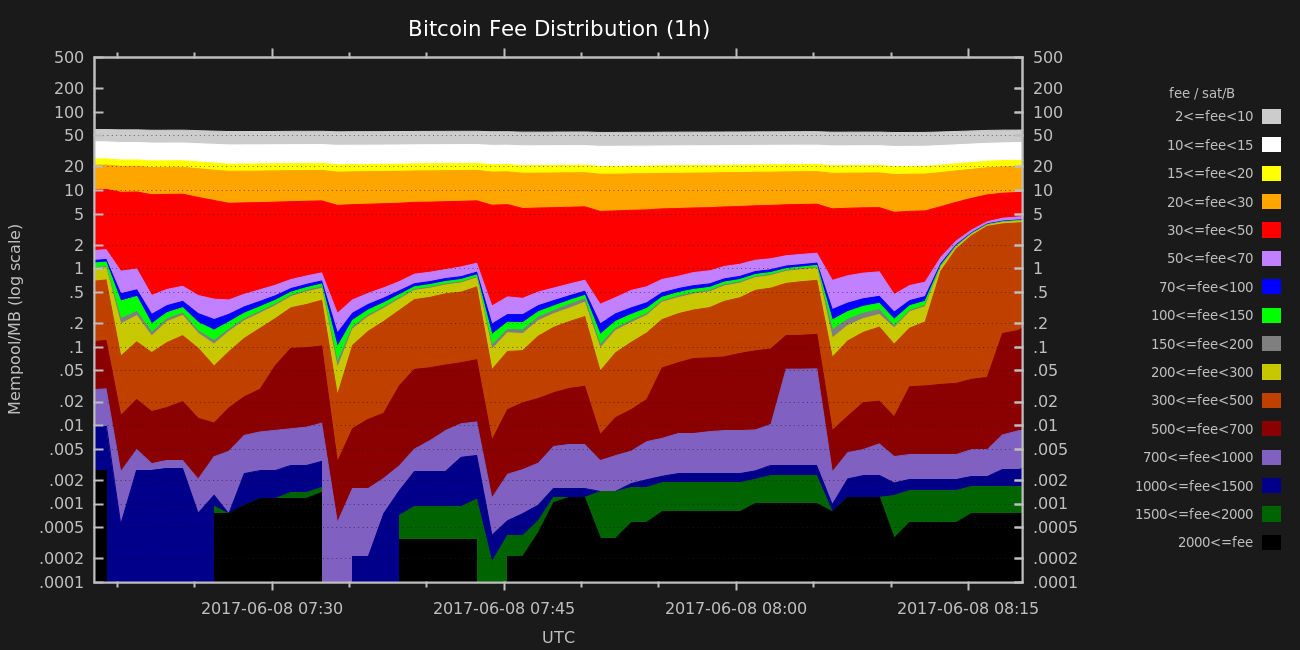 Bitcoin Fee Distribution (1h)
500
200
100
50
20
10
5
2
1
.5
.2
.1
.05
.02
.01
.005
.002
.001
.0005
.0002
.0001
Mempool/MB (log scale)
500
200
100
50
20
10
5
2
1
.5
.2
.1
.05
.02
.01
.005
.002
.001
.0005
.0002
.0001
2017-06-08 07:30
2017-06-08 07:45
2017-06-08 08:00
2017-06-08 08:15
UTC
fee / sat/B
2<=fee<10
10<=fee<15
15<=fee<20
20<=fee<30
30<=fee<50
50<=fee<70
70<=fee<100
100<=fee<150
150<=fee<200
200<=fee<300
300<=fee<500
500<=fee<700
700<=fee<1000
1000<=fee<1500
1500<=fee<2000
2000<=fee